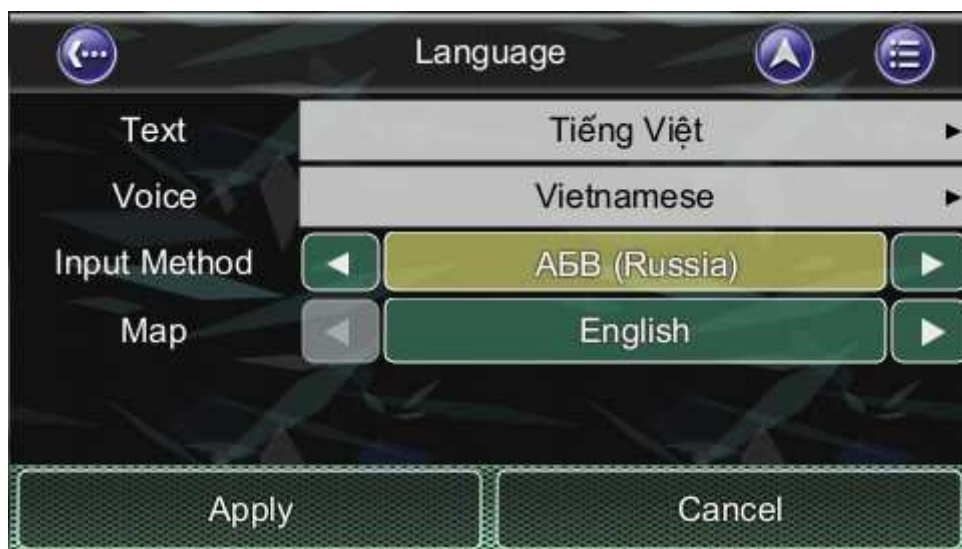 Language
Text Tiếng Việt
Voice Vietnamese
Input Method АБВ (Russia)
Map English
Apply Cancel